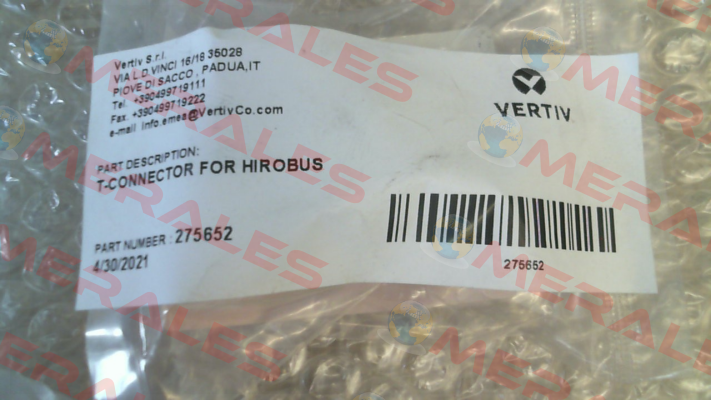 Vertiv S.r.l.
VIA L.D.VINCI 16/18 35028
PIOVE DI SACCO , PADUA,IT
Tel. +390499719111
Fax. +390499719222
e-mail info.emea@VertivCo.com
VERTIV
PART DESCRIPTION:
T-CONNECTOR FOR HIROBUS
PART NUMBER : 275652
4/30/2021
275652
MERALES
MERALES
MERALES
MERALES
MERALES